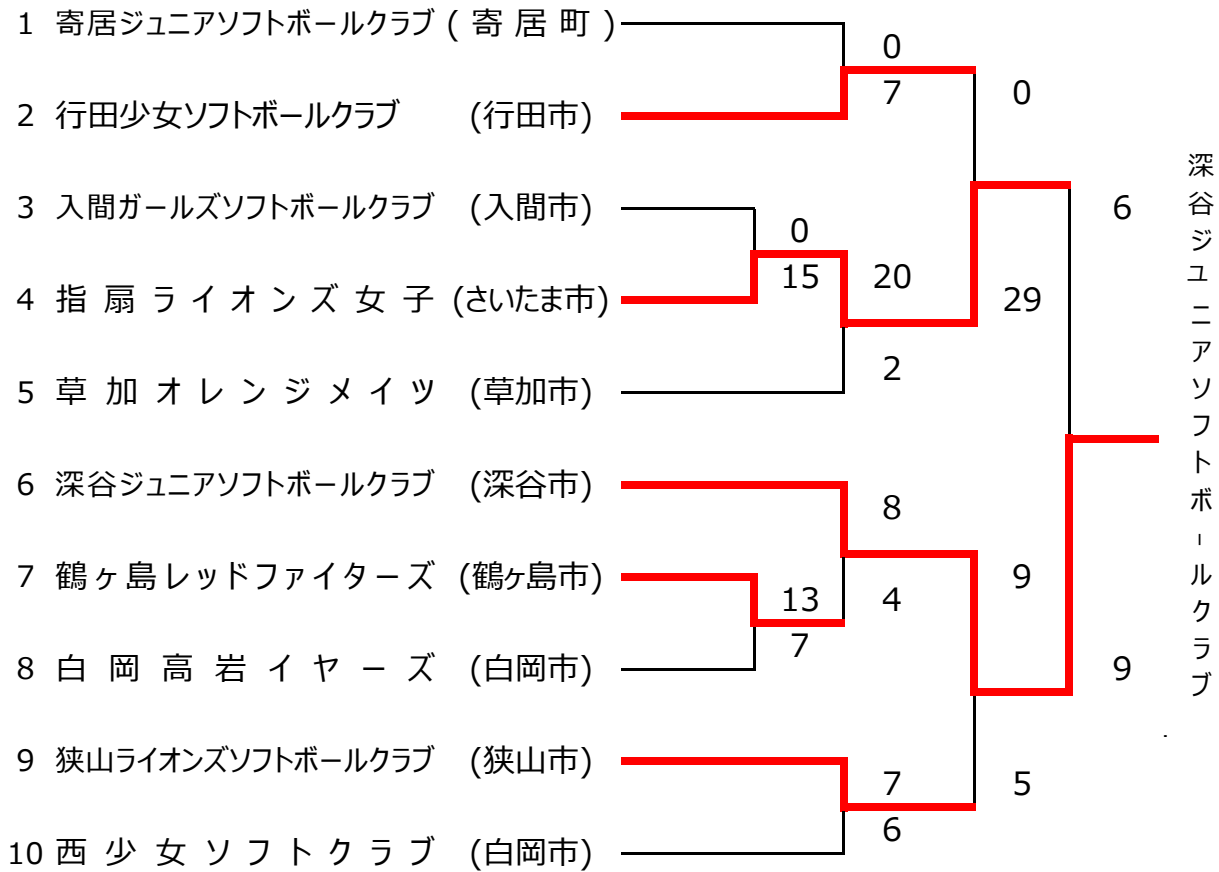 1 寄居ジュニアソフトボールクラブ (寄居町)
0
7
0
2 行田少女ソフトボールクラブ (行田市)
3 入間ガールズソフトボールクラブ (入間市)
0
15
6
4 指扇ライオンズ女子 (さいたま市)
20
2
29
5 草加オレンジメイツ (草加市)
6 深谷ジュニアソフトボールクラブ (深谷市)
8
4
9
7 鶴ヶ島レッドファイターズ (鶴ヶ島市)
13
7
8 白岡高岩イヤーズ (白岡市)
9
9 狭山ライオンズソフトボールクラブ (狭山市)
7
6
5
10 西少女ソフトクラブ (白岡市)
深谷ジュニアソフトボールクラブ